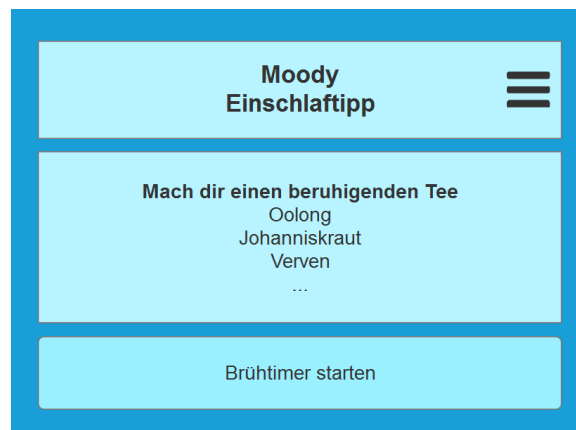 Moody
Einschlaftipp
Mach dir einen beruhigenden Tee
Oolong
Johanniskraut
Verven
...
Brühtimer starten